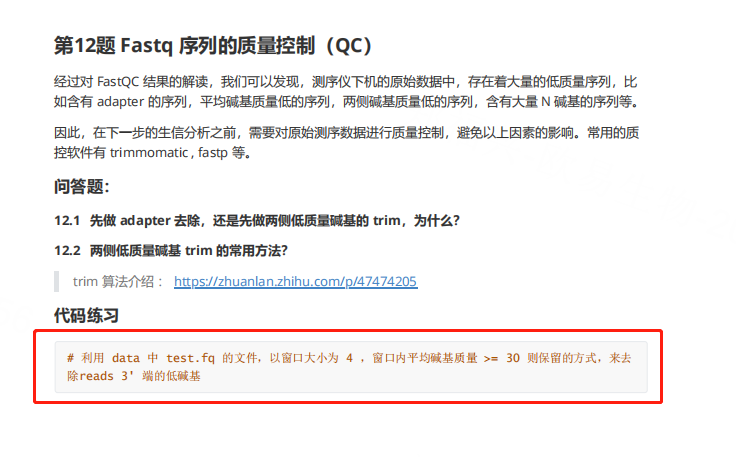 第12题 Fastq 序列的质量控制（QC）
经过对 FastQC 结果的解读，我们可以发现，测序仪下机的原始数据中，存在着大量的低质量序列，比
如含有 adapter 的序列，平均碱基质量低的序列，两侧碱基质量低的序列，含有大量 N 碱基的序列等。
因此，在下一步的生信分析之前，需要对原始测序数据进行质量控制，避免以上因素的影响。常用的质
控软件有 trimmomatic , fastp 等。
问答题：
12.1 先做 adapter 去除，还是先做两侧低质量碱基的 trim，为什么？
12.2 两侧低质量碱基 trim 的常用方法？
trim 算法介绍： https://zhuanlan.zhihu.com/p/47474205
代码练习
# 利用 data 中 test.fq 的文件，以窗口大小为 4 ，窗口内平均碱基质量 >= 30 则保留的方式，来去
除reads 3' 端的低碱基